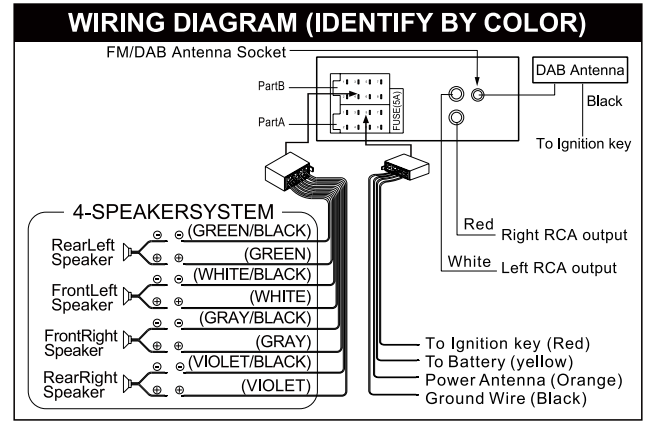 WIRING DIAGRAM (IDENTIFY BY COLOR)
FM/DAB Antenna Socket
DAB Antenna
PartB
PartA
FUSE(5A)
Black
To Ignition key
Red
Right RCA output
White
Left RCA output
4-SPEAKERSYSTEM
(GREEN/BLACK)
RearLeft
Speaker
(GREEN)
(WHITE/BLACK)
FrontLeft
Speaker
(WHITE)
(GRAY/BLACK)
FrontRight
Speaker
(GRAY)
(VIOLET/BLACK)
RearRight
Speaker
(VIOLET)
To Ignition key (Red)
To Battery (yellow)
Power Antenna (Orange)
Ground Wire (Black)